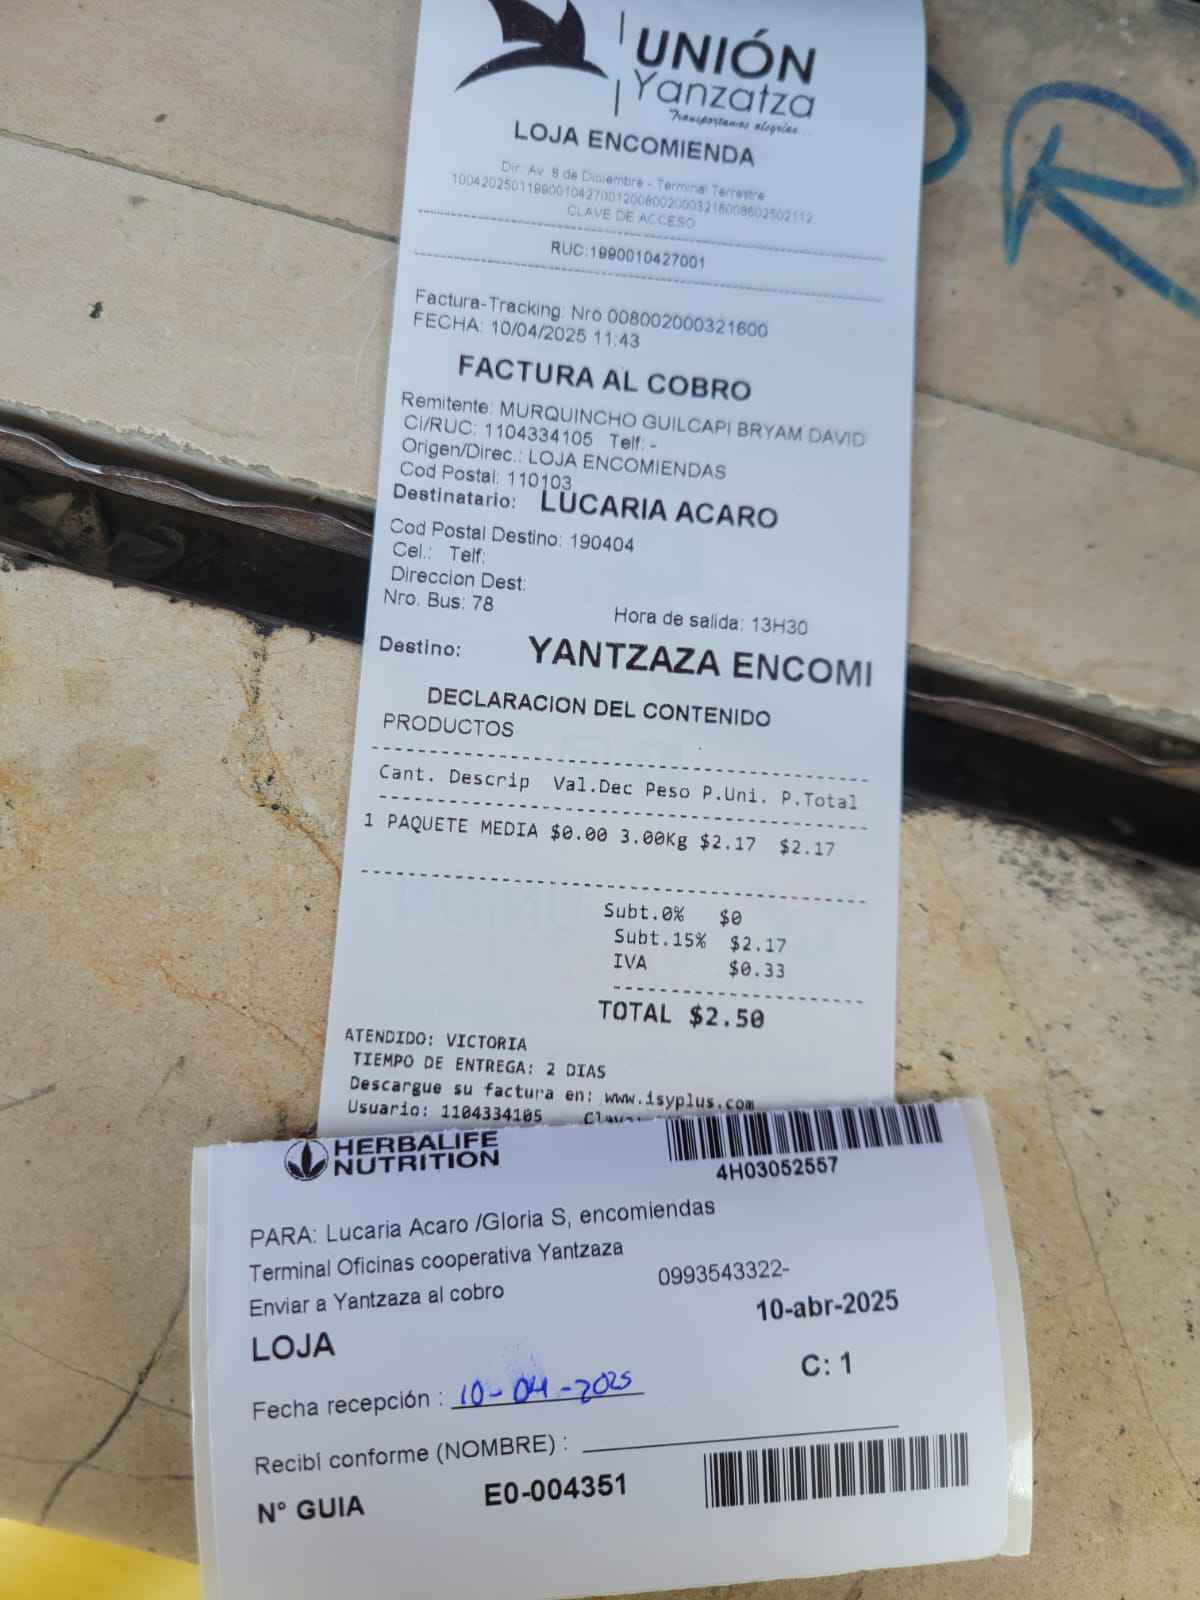 UNIÓN
Yanzatza
Transportamos alegrías...
LOJA ENCOMIENDA
Dir: Av. 8 de Diciembre - Terminal Terrestre
1004202501199001042700120080020003216008602502112
CLAVE DE ACCESO
RUC:1990010427001
Factura-Tracking: Nro 008002000321600
FECHA: 10/04/2025 11:43
FACTURA AL COBRO
Remitente: MURQUINCHO GUILCAPI BRYAM DAVID
CI/RUC: 1104334105 Telf: -
Origen/Direc.: LOJA ENCOMIENDAS
Cod Postal: 110103
Destinatario: LUCARIA ACARO
Cod Postal Destino: 190404
Cel.: Telf:
Direccion Dest:
Nro. Bus: 78 Hora de salida: 13H30
Destino: YANTZAZA ENCOMI
DECLARACION DEL CONTENIDO
PRODUCTOS
Cant. Descrip Val.Dec Peso P.Uni. P.Total
1 PAQUETE MEDIA $0.00 3.00Kg $2.17 $2.17
Subt.0% $0
Subt.15% $2.17
IVA $0.33
TOTAL $2.50
ATENDIDO: VICTORIA
TIEMPO DE ENTREGA: 2 DIAS
Descargue su factura en: www.isyplus.com
Usuario: 1104334105 Clave:
HERBALIFE
NUTRITION
4H03052557
PARA: Lucaria Acaro /Gloria S, encomiendas
Terminal Oficinas cooperativa Yantzaza
Enviar a Yantzaza al cobro 0993543322-
LOJA 10-abr-2025
C: 1
Fecha recepción : 10-04-2025
Recibí conforme (NOMBRE) :
N° GUIA E0-004351
R